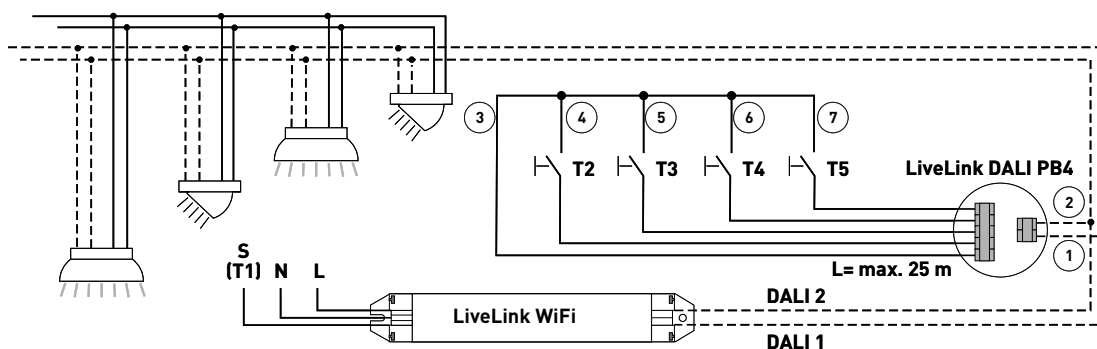 3
4
5
6
7
T2
T3
T4
T5
LiveLink DALI PB4
2
1
L= max. 25 m
S
(T1) N L
LiveLink WiFi
DALI 2
DALI 1